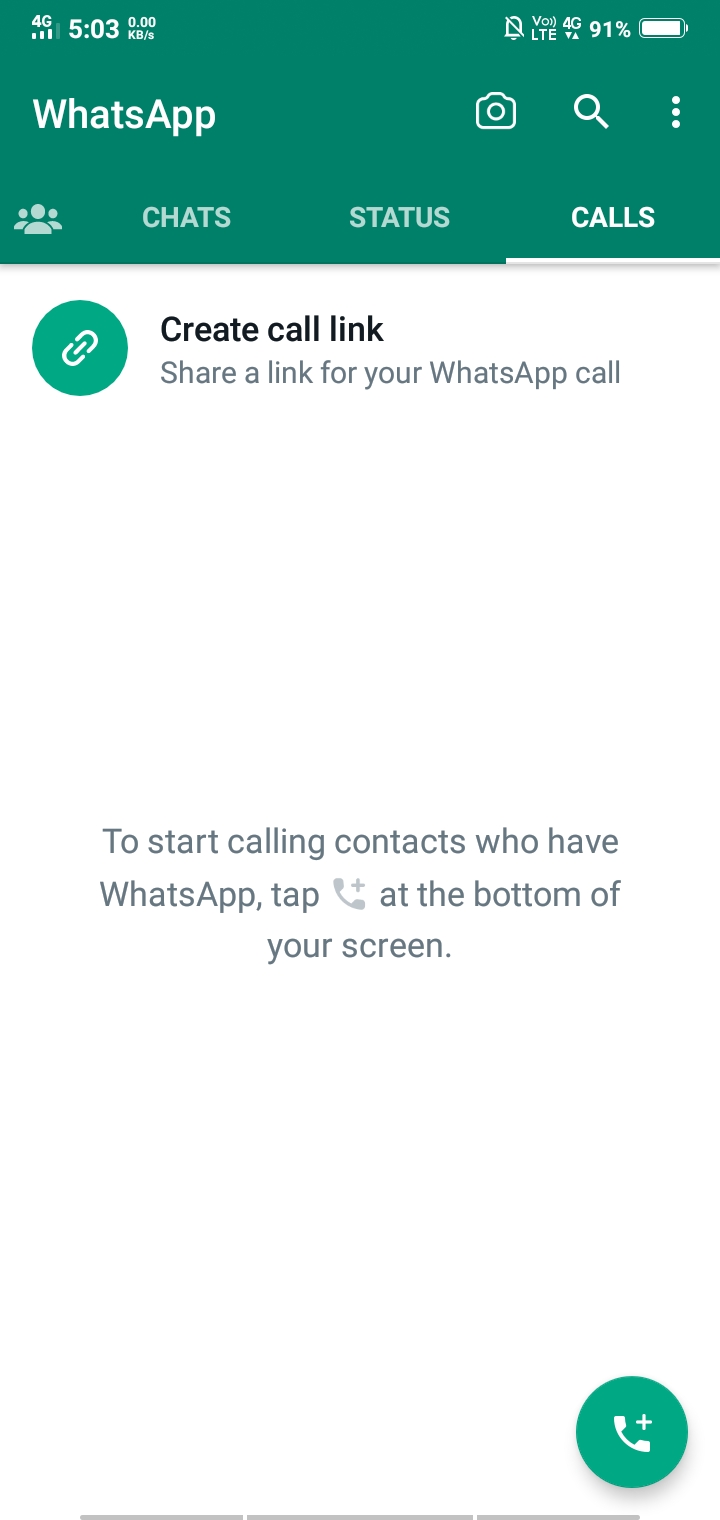 4G 5:03 0.00 KB/s Vo)) LTE 4G 91%
WhatsApp
CHATS STATUS CALLS
Create call link
Share a link for your WhatsApp call
To start calling contacts who have
WhatsApp, tap at the bottom of
your screen.